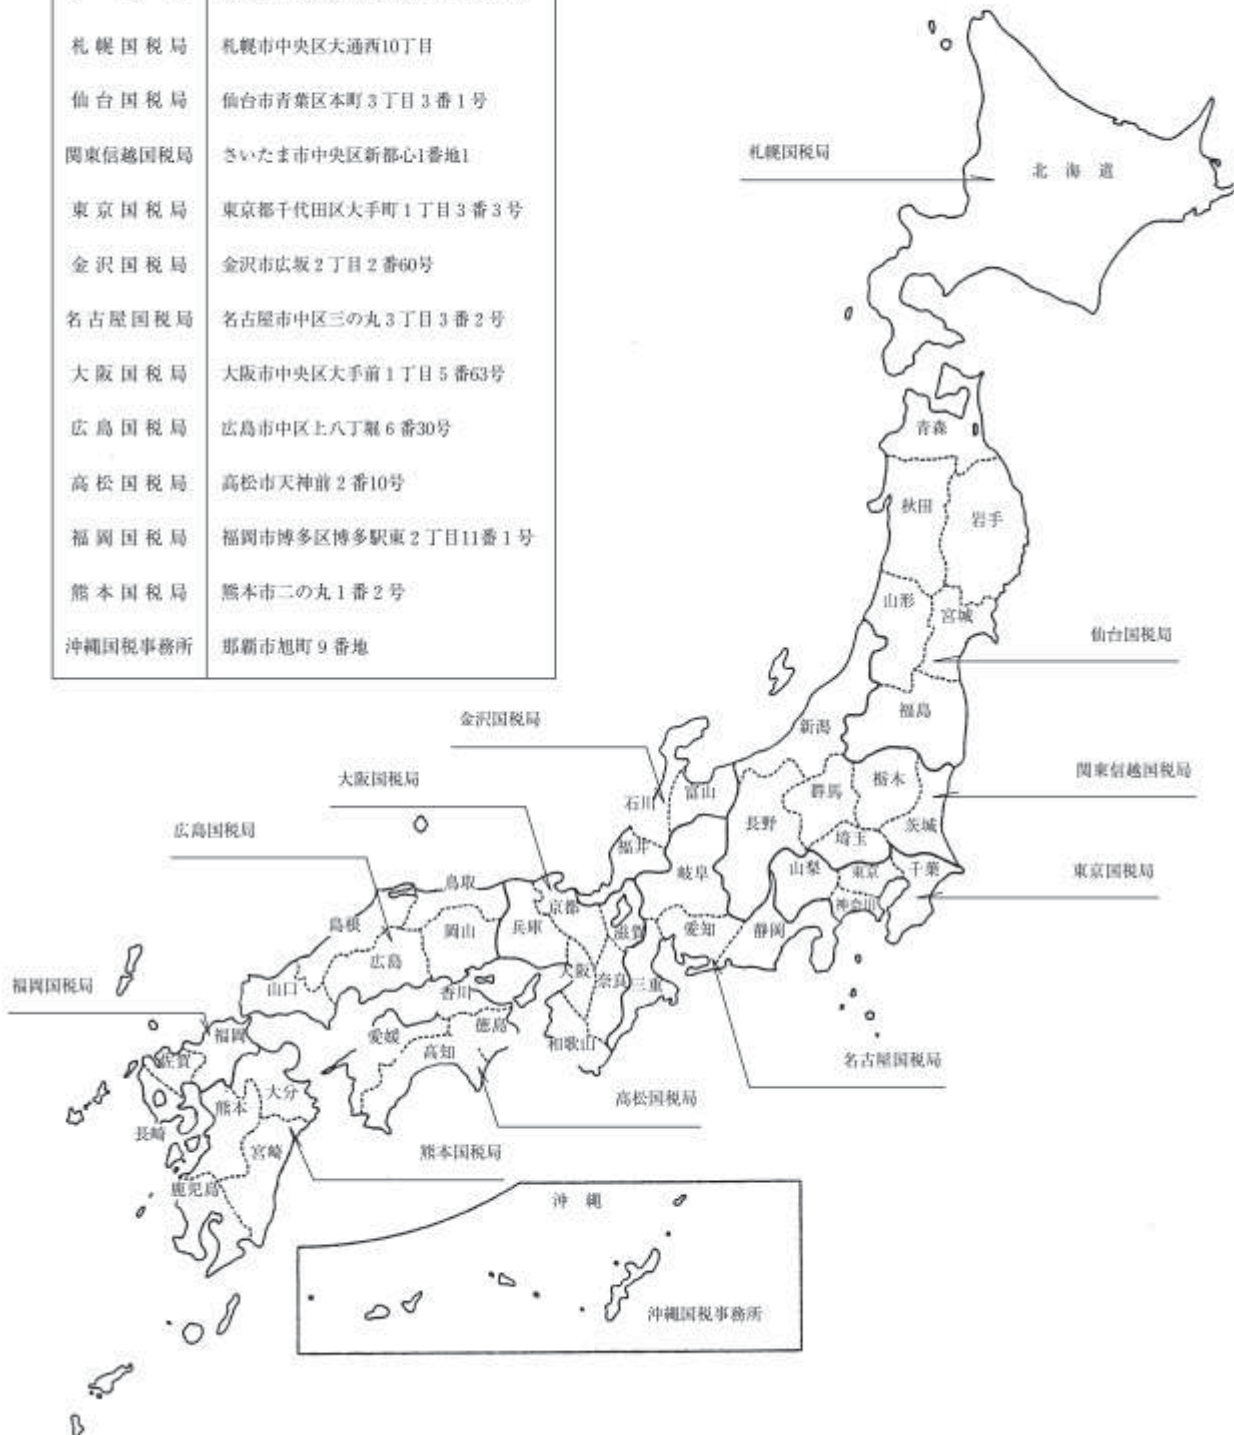 札幌国税局 札幌市中央区大通西10丁目
仙台国税局 仙台市青葉区本町3丁目3番1号
関東信越国税局 さいたま市中央区新都心1番地1
東京国税局 東京都千代田区大手町1丁目3番3号
金沢国税局 金沢市広坂2丁目2番60号
名古屋国税局 名古屋市中区三の丸3丁目3番2号
大阪国税局 大阪市中央区大手前1丁目5番63号
広島国税局 広島市中区上八丁堀6番30号
高松国税局 高松市天神前2番10号
福岡国税局 福岡市博多区博多駅東2丁目11番1号
熊本国税局 熊本市二の丸1番2号
沖縄国税事務所 那覇市旭町9番地
札幌国税局
北海道
青森
秋田
岩手
山形
宮城
仙台国税局
福島
新潟
金沢国税局
関東信越国税局
大阪国税局
栃木
群馬
富山
石川
長野
茨城
広島国税局
埼玉
福井
岐阜
山梨
東京
千葉
東京国税局
鳥取
京都
神奈川
島根
岡山
兵庫
滋賀
愛知
静岡
広島
大阪
奈良
三重
福岡国税局
山口
香川
福岡
愛媛
徳島
高知
和歌山
佐賀
名古屋国税局
大分
高松国税局
熊本
長崎
宮崎
熊本国税局
鹿児島
沖縄
沖縄国税事務所